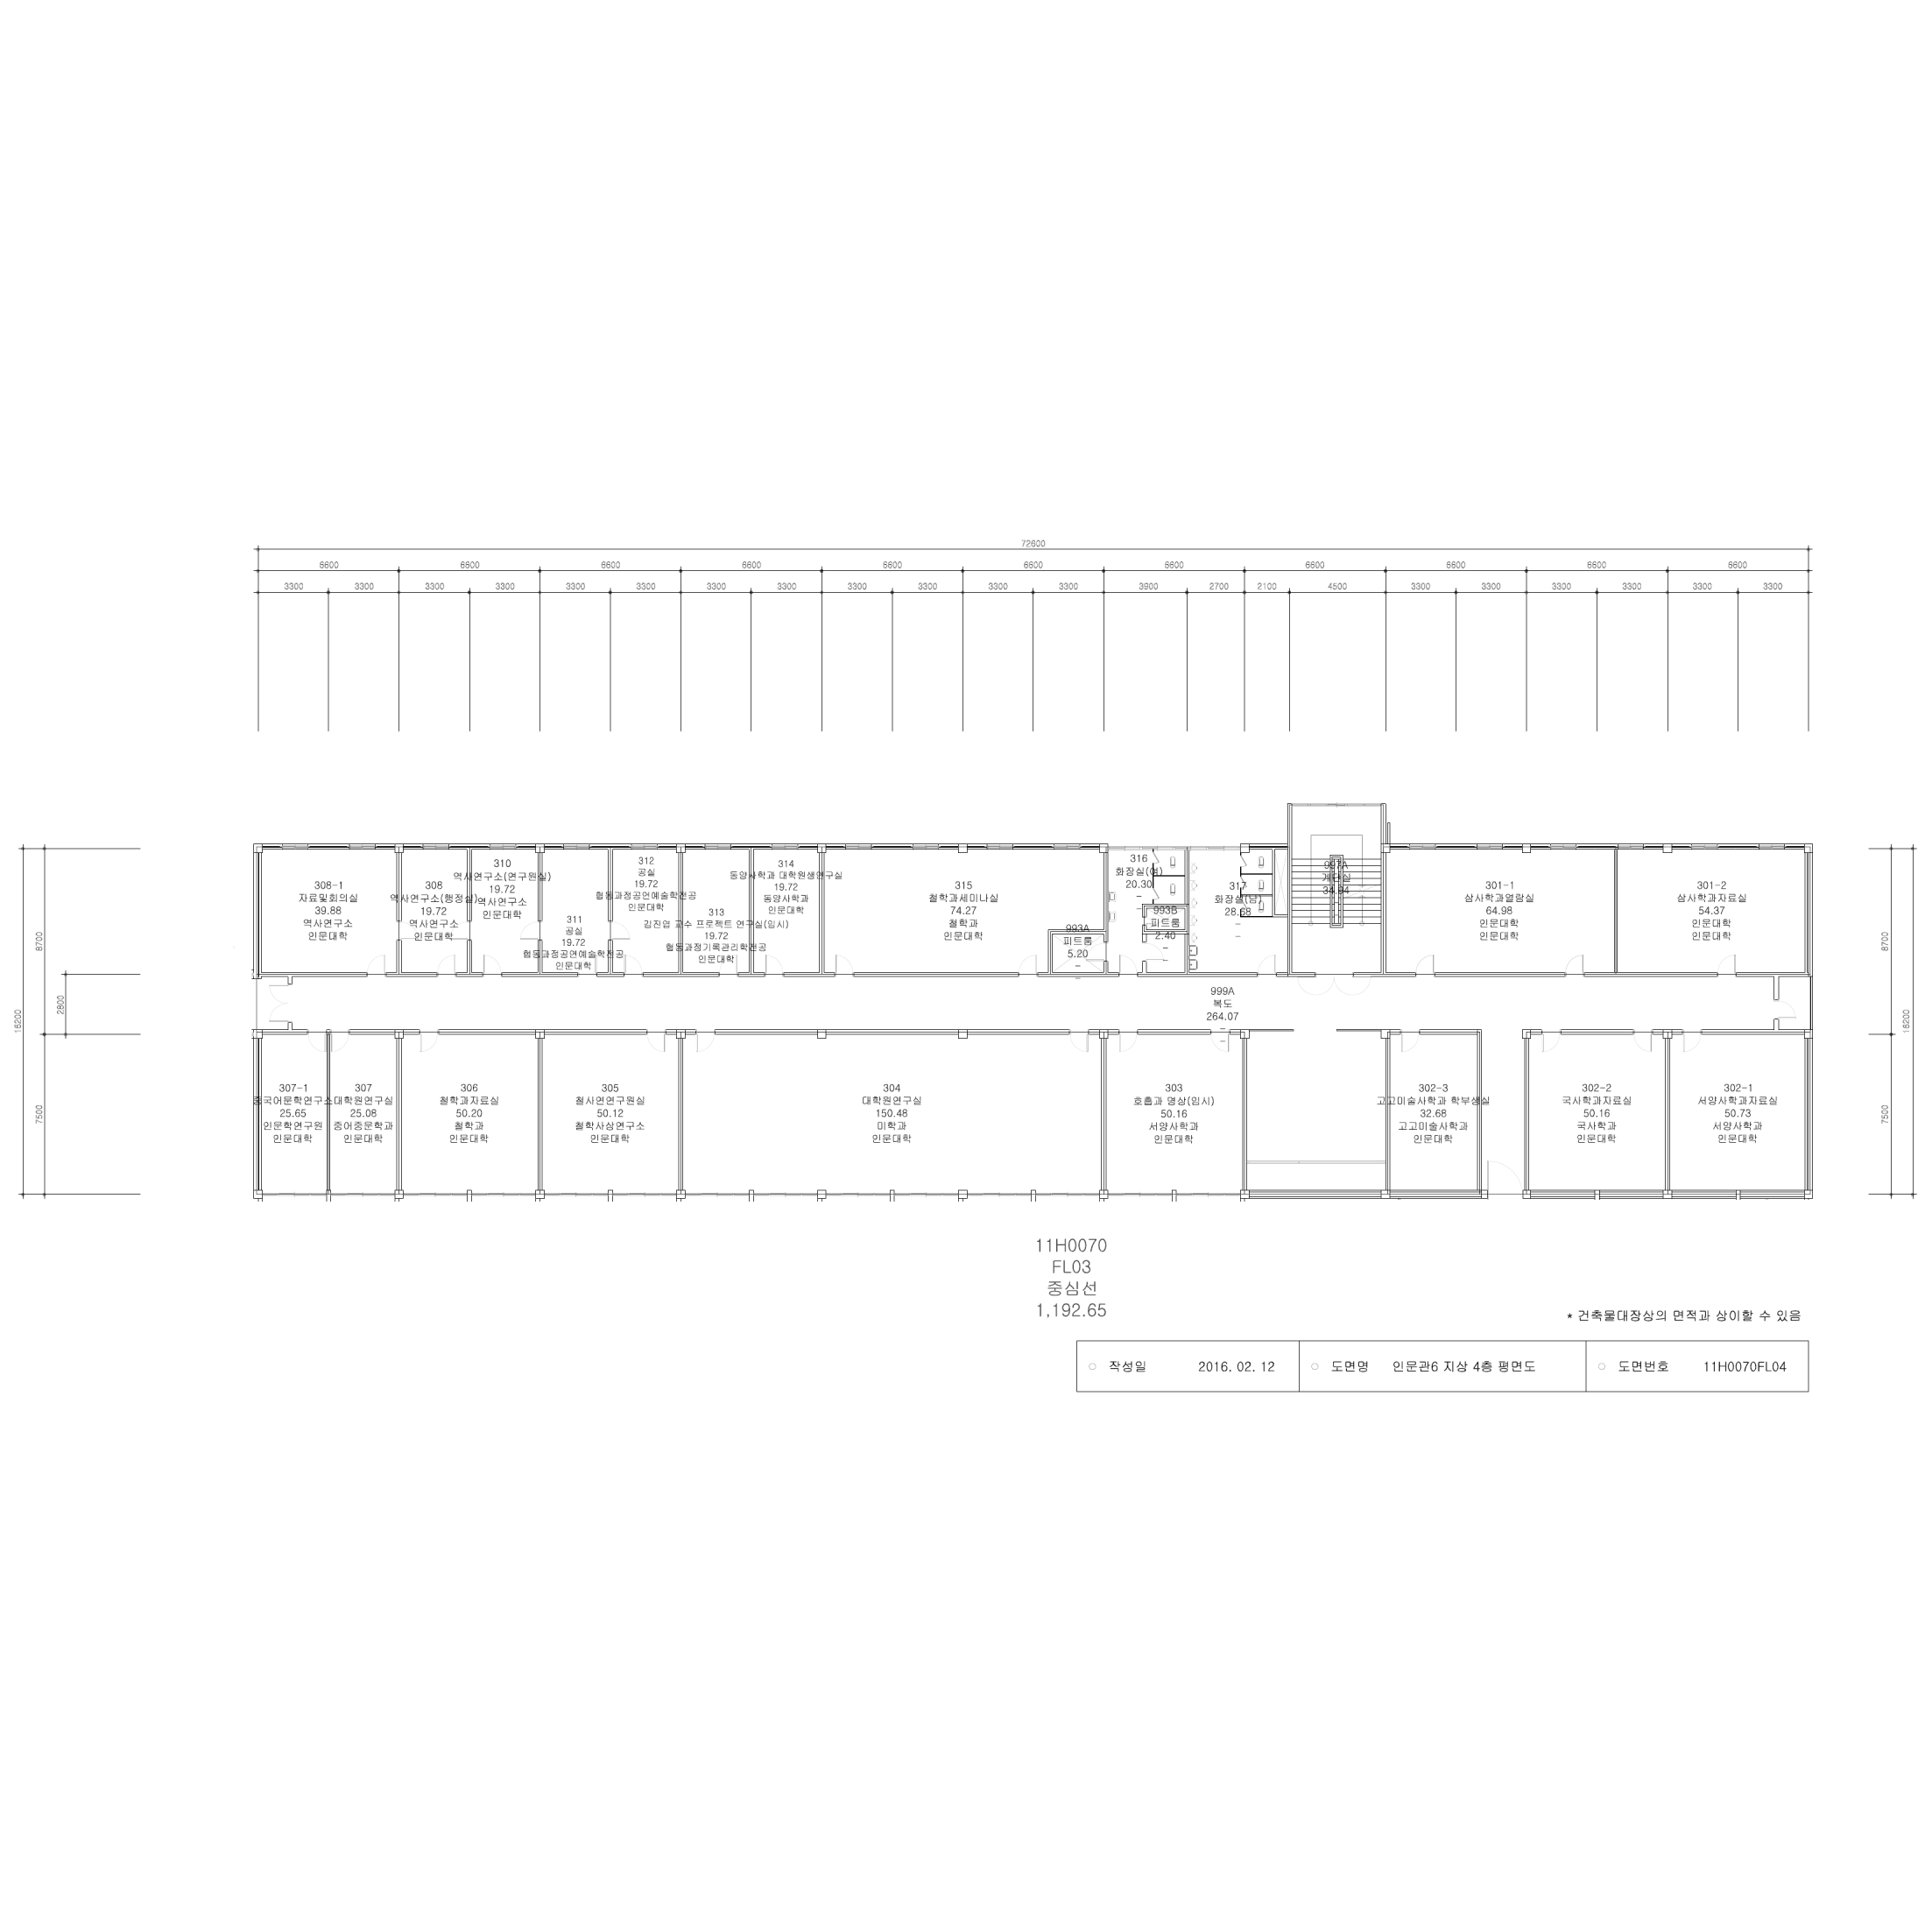 72600
6600 6600 6600 6600 6600 6600 6600 6600 6600 6600 6600
3300 3300 3300 3300 3300 3300 3300 3300 3300 3300 3300 3300 3900 2700 2100 4500 3300 3300 3300 3300 3300 3300
16200
8700
2800
7500
8700
7500
16200
308-1
자료및회의실
39.88
역사연구소
인문대학
308
역사연구소(행정실)
19.72
역사연구소
인문대학
310
역사연구소(연구원실)
19.72
역사연구소
인문대학
311
공실
19.72
협동과정공연예술학전공
인문대학
312
공실
19.72
협동과정공연예술학전공
인문대학
313
김진엽 교수 프로젝트 연구실(임시)
19.72
협동과정기록관리학전공
인문대학
314
동양사학과 대학원생연구실
19.72
동양사학과
인문대학
315
철학과세미나실
74.27
철학과
인문대학
993A
피트룸
5.20
-
-
316
화장실(여)
20.30
-
-
993B
피트룸
2.40
-
-
317
화장실(남)
28.68
-
-
997A
계단실
34.94
301-1
삼사학과열람실
64.98
인문대학
인문대학
301-2
삼사학과자료실
54.37
인문대학
인문대학
999A
복도
264.07
-
-
307-1
중국어문학연구소
25.65
인문학연구원
인문대학
307
대학원연구실
25.08
중어중문학과
인문대학
306
철학과자료실
50.20
철학과
인문대학
305
철사연연구원실
50.12
철학사상연구소
인문대학
304
대학원연구실
150.48
미학과
인문대학
303
호흡과 명상(임시)
50.16
서양사학과
인문대학
302-3
고고미술사학과 학부생실
32.68
고고미술사학과
인문대학
302-2
국사학과자료실
50.16
국사학과
인문대학
302-1
서양사학과자료실
50.73
서양사학과
인문대학
11H0070
FL03
중심선
1,192.65
* 건축물대장상의 면적과 상이할 수 있음
○ 작성일 2016. 02. 12 ○ 도면명 인문관6 지상 4층 평면도 ○ 도면번호 11H0070FL04